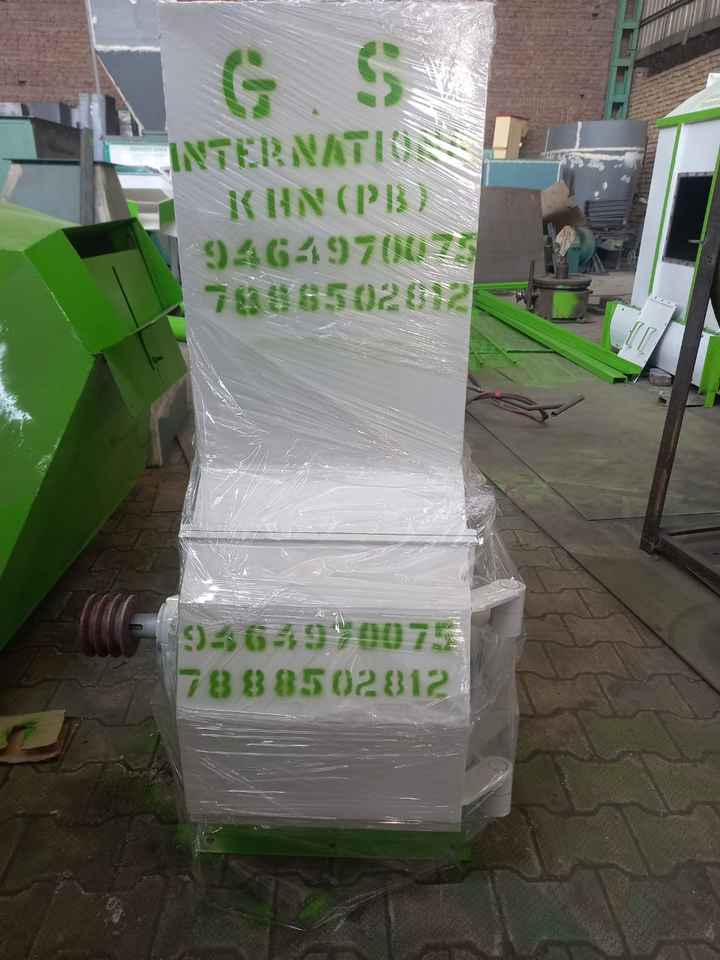 G.S
INTERNATIONAL
KHN (PB)
9464970075
7888502812
9464970075
7888502812